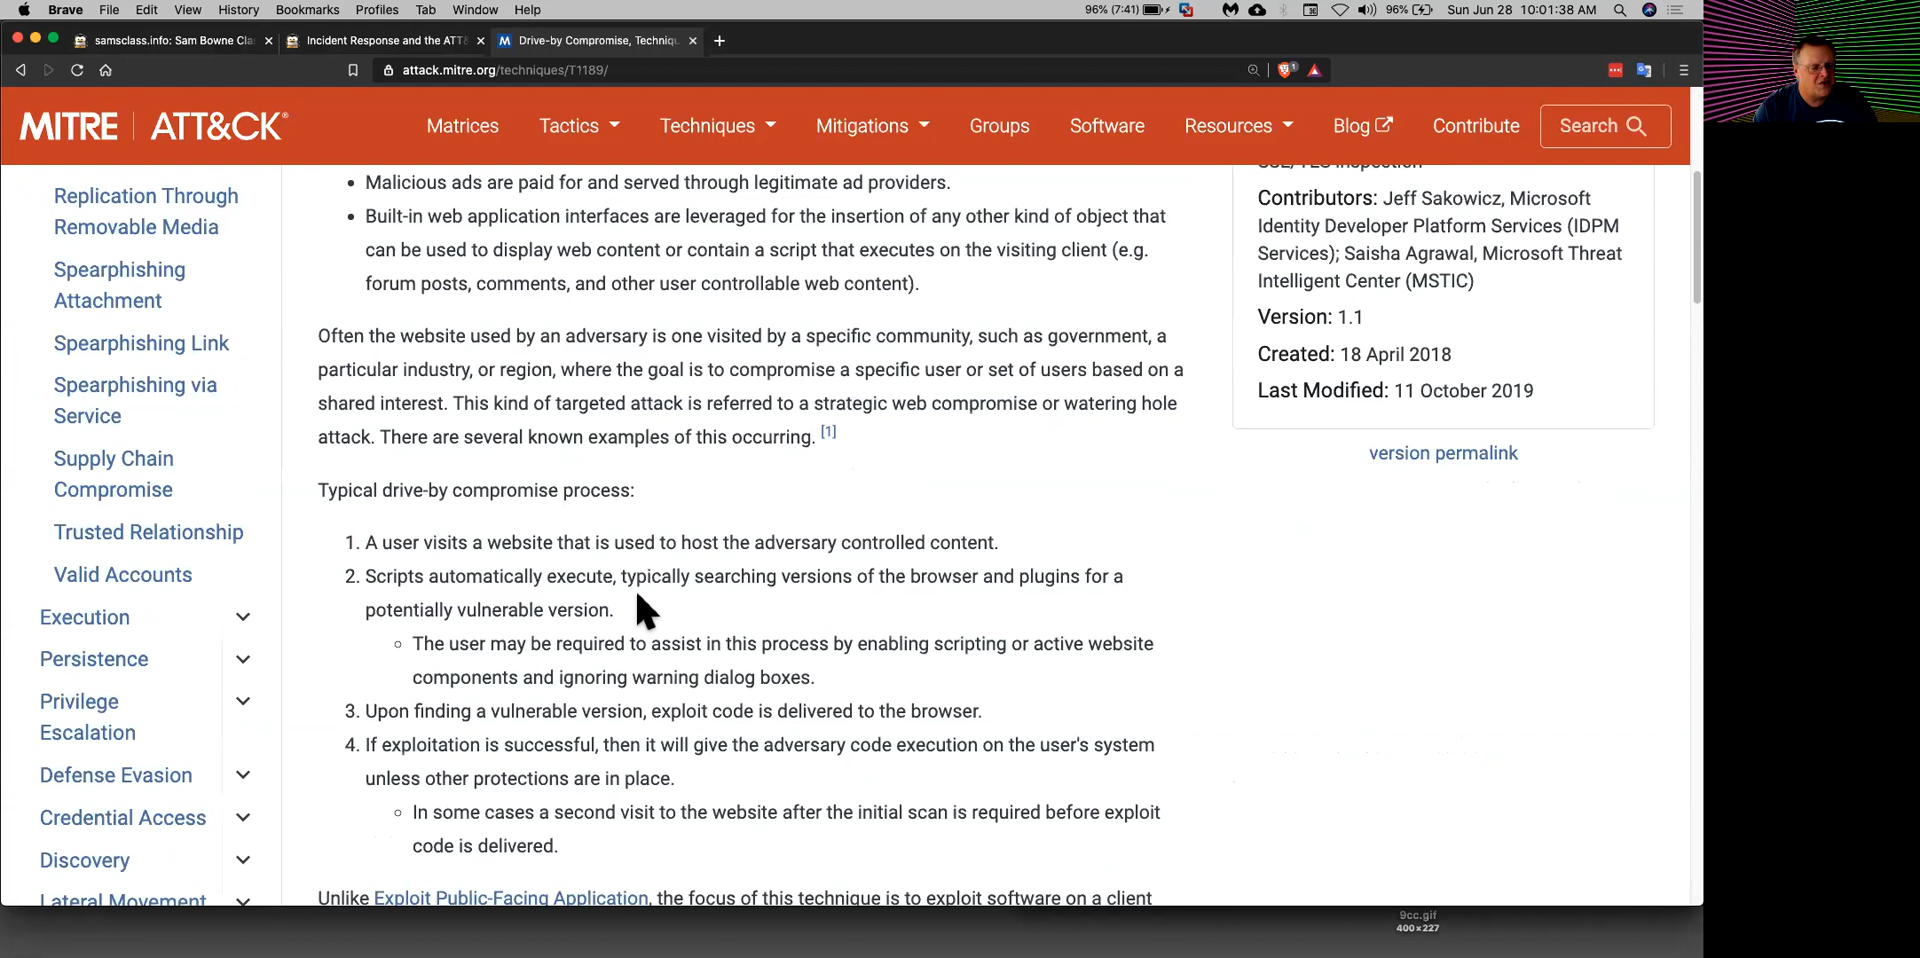 Brave File Edit View History Bookmarks Profiles Tab Window Help
96% (7:41) 96% Sun Jun 28 10:01:38 AM
samsclass.info: Sam Bowne Cla
Incident Response and the ATT&
Drive-by Compromise, Techniqu
attack.mitre.org/techniques/T1189/
1
MITRE | ATT&CK®
Matrices Tactics Techniques Mitigations Groups Software Resources Blog Contribute Search
Replication Through
Removable Media
Spearphishing
Attachment
Spearphishing Link
Spearphishing via
Service
Supply Chain
Compromise
Trusted Relationship
Valid Accounts
Execution
Persistence
Privilege
Escalation
Defense Evasion
Credential Access
Discovery
Lateral Movement
• Malicious ads are paid for and served through legitimate ad providers.
• Built-in web application interfaces are leveraged for the insertion of any other kind of object that
can be used to display web content or contain a script that executes on the visiting client (e.g.
forum posts, comments, and other user controllable web content).
Often the website used by an adversary is one visited by a specific community, such as government, a
particular industry, or region, where the goal is to compromise a specific user or set of users based on a
shared interest. This kind of targeted attack is referred to a strategic web compromise or watering hole
attack. There are several known examples of this occurring. [1]
Typical drive-by compromise process:
1. A user visits a website that is used to host the adversary controlled content.
2. Scripts automatically execute, typically searching versions of the browser and plugins for a
potentially vulnerable version.
◦ The user may be required to assist in this process by enabling scripting or active website
components and ignoring warning dialog boxes.
3. Upon finding a vulnerable version, exploit code is delivered to the browser.
4. If exploitation is successful, then it will give the adversary code execution on the user's system
unless other protections are in place.
◦ In some cases a second visit to the website after the initial scan is required before exploit
code is delivered.
Unlike Exploit Public-Facing Application, the focus of this technique is to exploit software on a client
SSL/TLS Inspection
Contributors: Jeff Sakowicz, Microsoft
Identity Developer Platform Services (IDPM
Services); Saisha Agrawal, Microsoft Threat
Intelligent Center (MSTIC)
Version: 1.1
Created: 18 April 2018
Last Modified: 11 October 2019
version permalink
9cc.gif
400×227